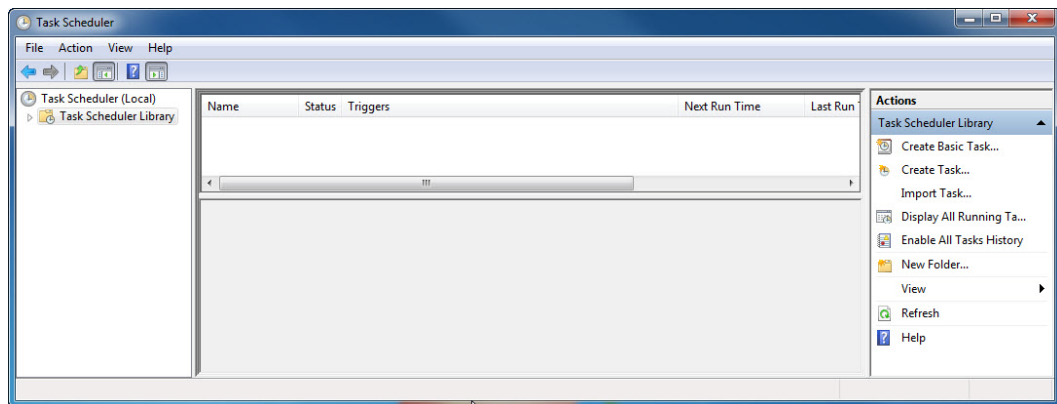 Task Scheduler
File Action View Help
Task Scheduler (Local)
Task Scheduler Library
Name Status Triggers Next Run Time Last Run
Actions
Task Scheduler Library
Create Basic Task...
Create Task...
Import Task...
Display All Running Ta...
Enable All Tasks History
New Folder...
View
Refresh
Help